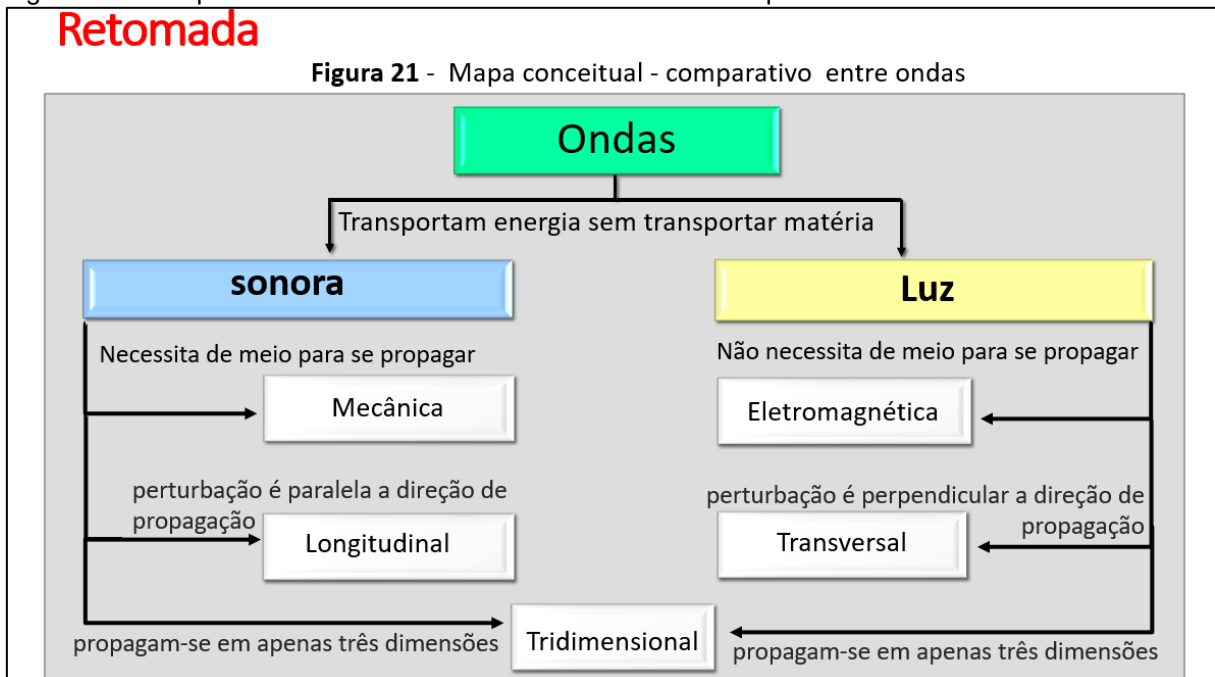 Retomada
Figura 21 - Mapa conceitual - comparativo entre ondas
Ondas
Transportam energia sem transportar matéria
sonora
Luz
Necessita de meio para se propagar
Não necessita de meio para se propagar
Mecânica
Eletromagnética
perturbação é paralela a direção de
propagação
perturbação é perpendicular a direção de
propagação
Longitudinal
Transversal
propagam-se em apenas três dimensões
Tridimensional
propagam-se em apenas três dimensões